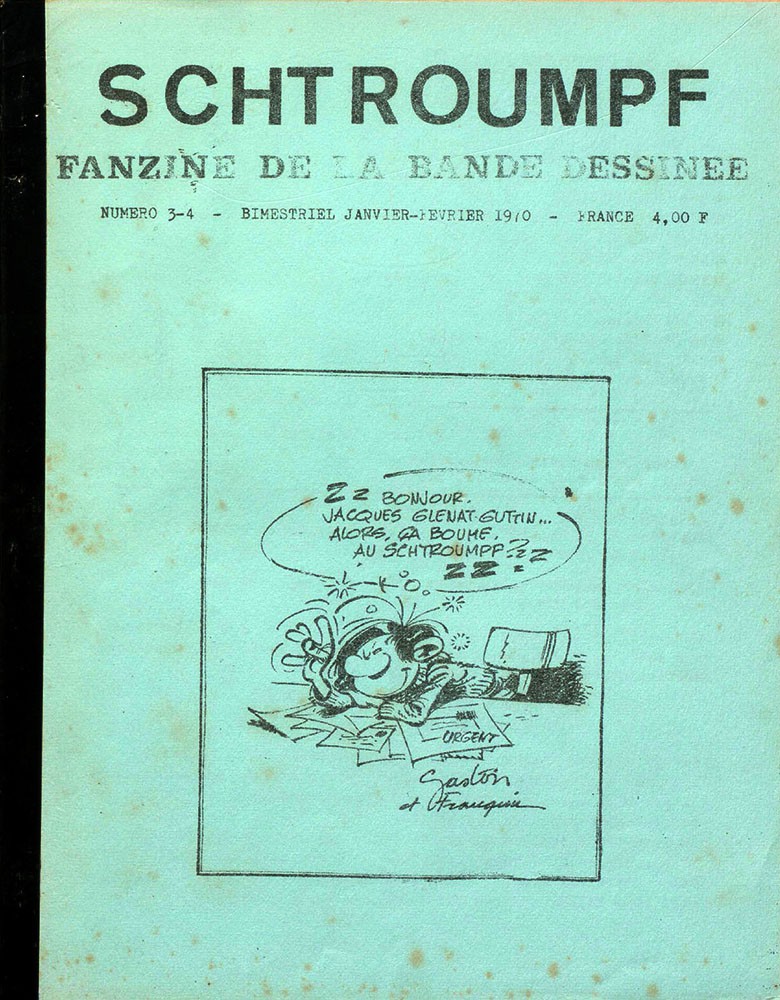 SCHTROUMPF
FANZINE DE LA BANDE DESSINEE
NUMERO 3-4 - BIMESTRIEL JANVIER-FEVRIER 1970 - FRANCE 4,00 F
ZZ BONJOUR.
JACQUES GLENAT-GUTTIN...
ALORS, ÇA BOUME,
AU SCHTROUMPF? ZZ
ZZ
URGENT
Gaston
et Franquin